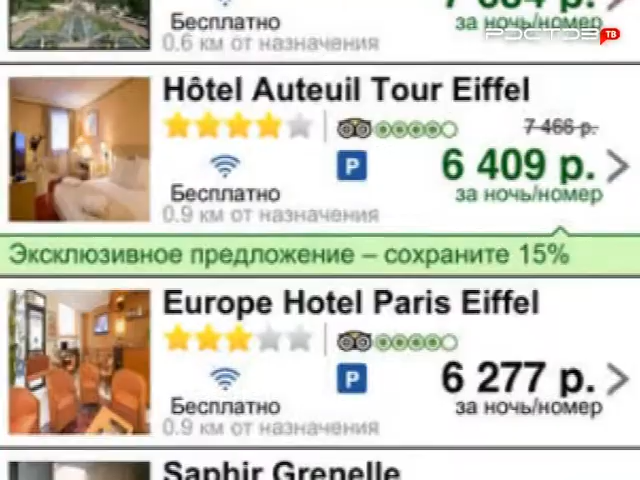 Бесплатно
за ночь/номер
0.6 км от назначения
РОСТОВ ТВ
Hôtel Auteuil Tour Eiffel
7 466 р.
P
6 409 р.
Бесплатно
за ночь/номер
0.9 км от назначения
Эксклюзивное предложение – сохраните 15%
Europe Hotel Paris Eiffel
P
6 277 р.
Бесплатно
за ночь/номер
0.9 км от назначения
Saphir Grenelle